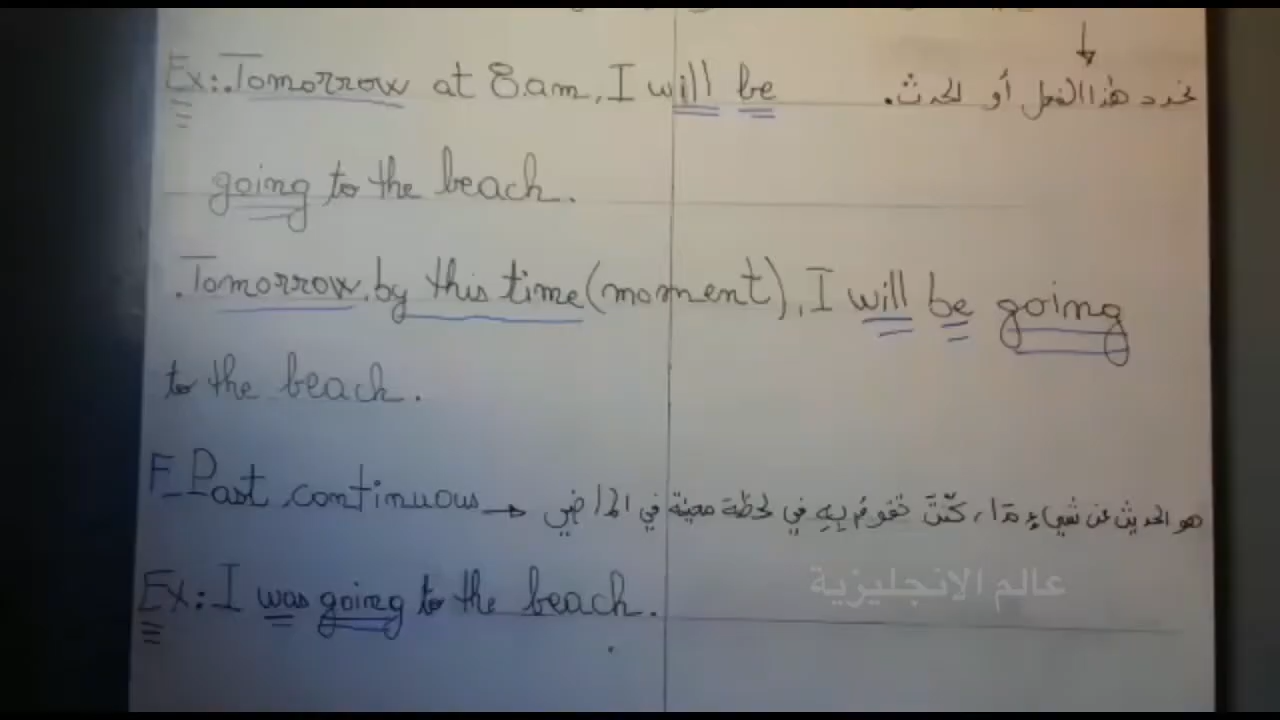 Ex: Tomorrow at 8 am, I will be
يحدد هذا الفعل أو الحدث.
going to the beach.
. Tomorrow, by this time (moment), I will be going
to the beach.
F_ Past continuous → هو الحديث عن شيء ما، كنت تقوم به في لحظة معينة في الماضي
Ex: I was going to the beach.
عالم الانجليزية